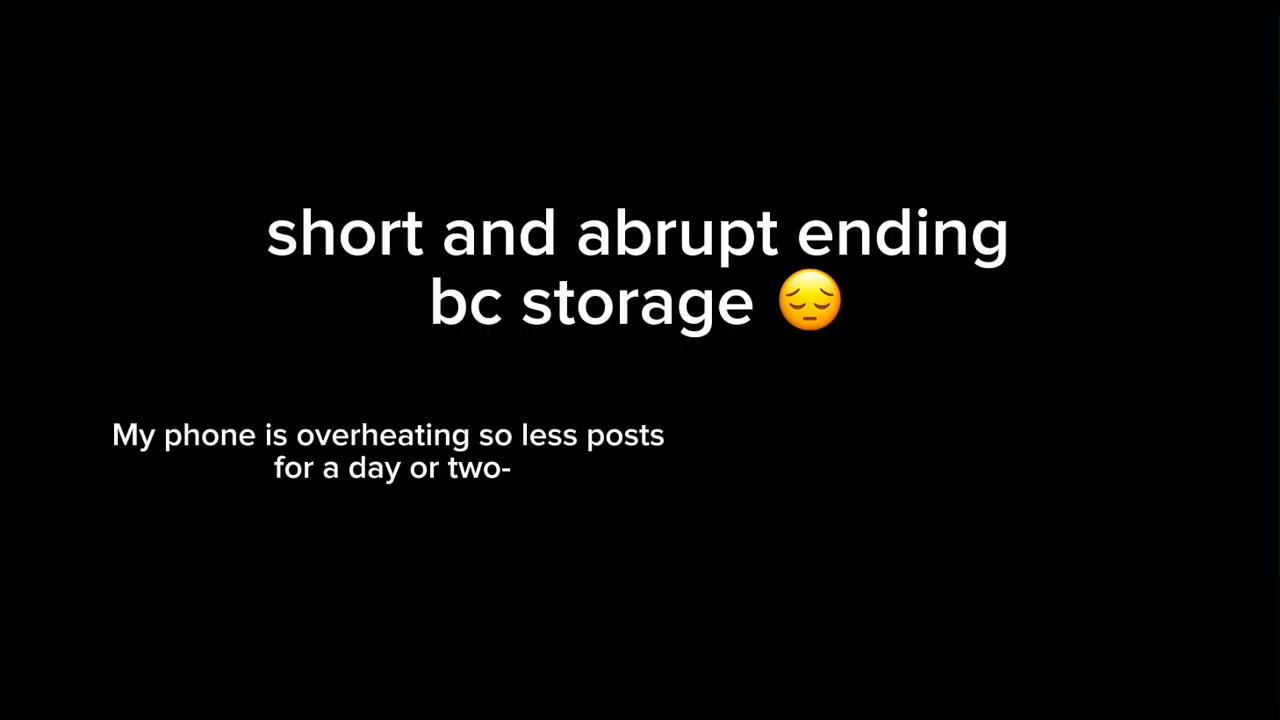 short and abrupt ending
bc storage 😔
My phone is overheating so less posts
for a day or two-